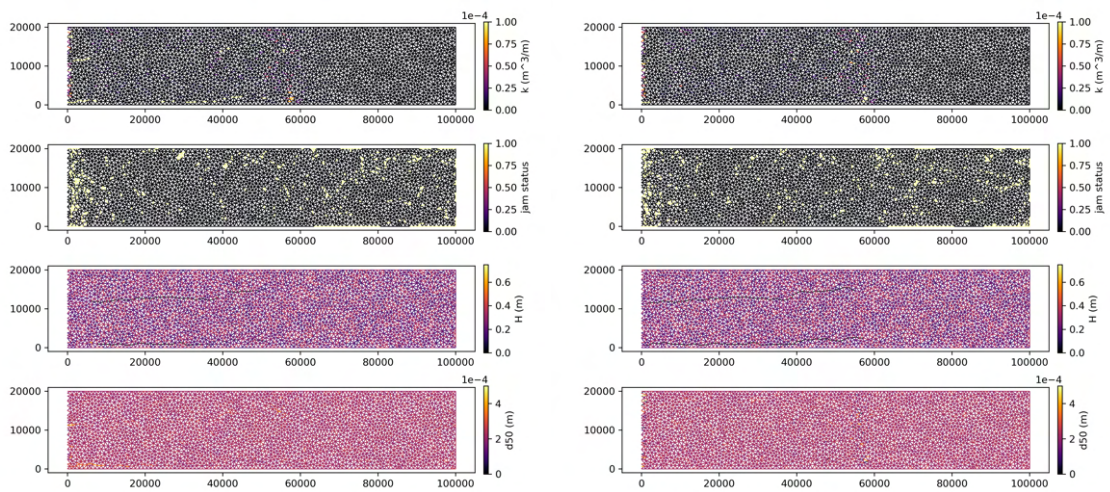 1e−4 1e−4
20000 1.00 20000 1.00
0.75 0.75
10000 0.50 10000 0.50
0.25 0.25
0 0.00 0 0.00
k (m^3/m) k (m^3/m)
0 20000 40000 60000 80000 100000 0 20000 40000 60000 80000 100000
20000 1.00 20000 1.00
0.75 0.75
10000 0.50 10000 0.50
0.25 0.25
0 0.00 0 0.00
jam status jam status
0 20000 40000 60000 80000 100000 0 20000 40000 60000 80000 100000
20000 20000
0.6 0.6
10000 0.4 10000 0.4
0.2 0.2
0 0.0 0 0.0
H (m) H (m)
0 20000 40000 60000 80000 100000 0 20000 40000 60000 80000 100000
1e−4 1e−4
20000 4 20000 4
10000 2 10000 2
0 0 0 0
d50 (m) d50 (m)
0 20000 40000 60000 80000 100000 0 20000 40000 60000 80000 100000